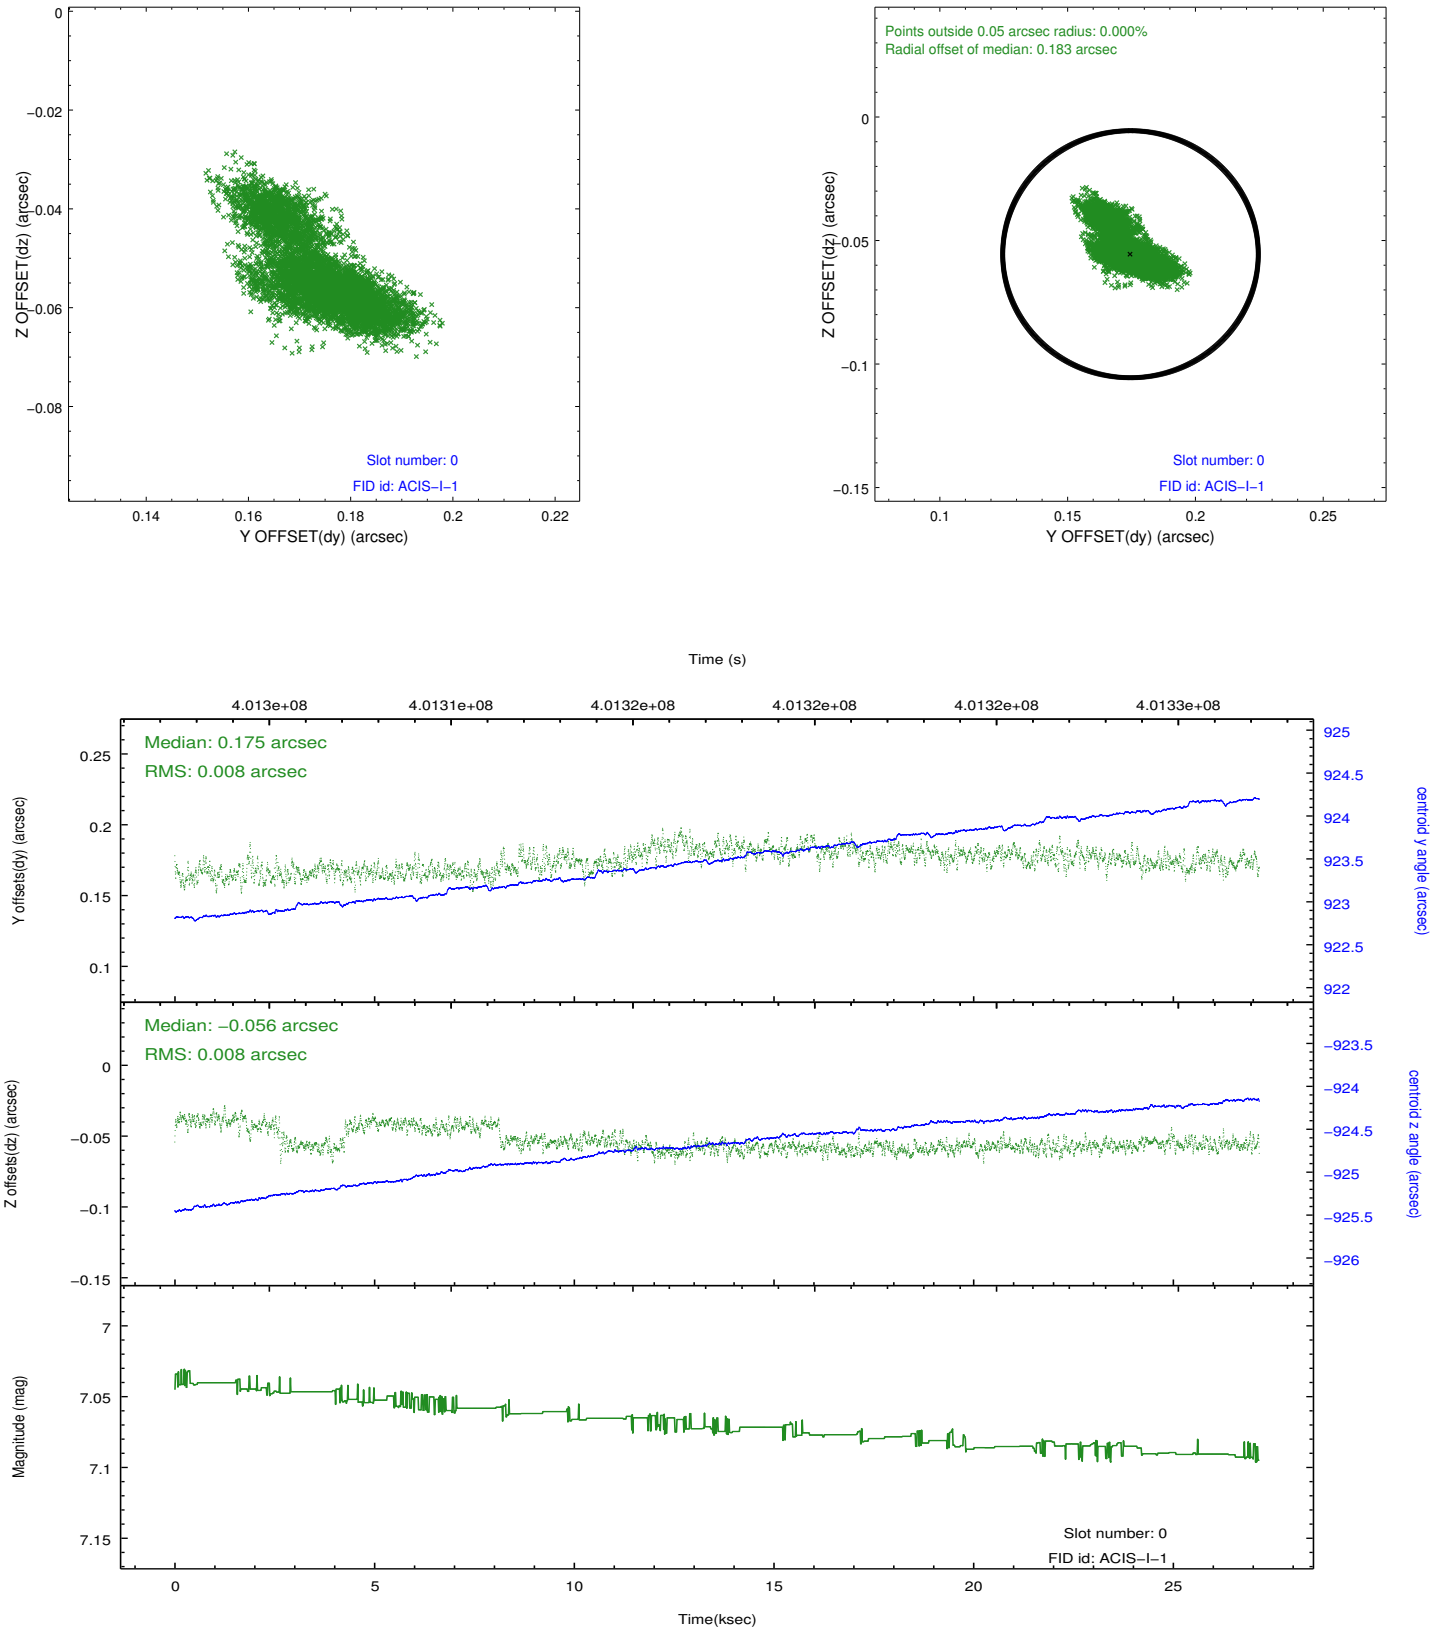 0
−0.02
−0.04
−0.06
−0.08
Z OFFSET(dz) (arcsec)
Slot number: 0
FID id: ACIS−I−1
0.14 0.16 0.18 0.2 0.22
Y OFFSET(dy) (arcsec)
Points outside 0.05 arcsec radius: 0.000%
Radial offset of median: 0.183 arcsec
0
−0.05
−0.1
−0.15
Z OFFSET(dz) (arcsec)
Slot number: 0
FID id: ACIS−I−1
0.1 0.15 0.2 0.25
Y OFFSET(dy) (arcsec)
Time (s)
4.013e+08 4.0131e+08 4.0132e+08 4.0132e+08 4.0132e+08 4.0133e+08
Median: 0.175 arcsec
RMS: 0.008 arcsec
0.25
0.2
0.15
0.1
Y offsets(dy) (arcsec)
925
924.5
924
923.5
923
922.5
922
centroid y angle (arcsec)
Median: −0.056 arcsec
RMS: 0.008 arcsec
0
−0.05
−0.1
−0.15
Z offsets(dz) (arcsec)
−923.5
−924
−924.5
−925
−925.5
−926
centroid z angle (arcsec)
7
7.05
7.1
7.15
Magnitude (mag)
Slot number: 0
FID id: ACIS−I−1
0 5 10 15 20 25
Time(ksec)